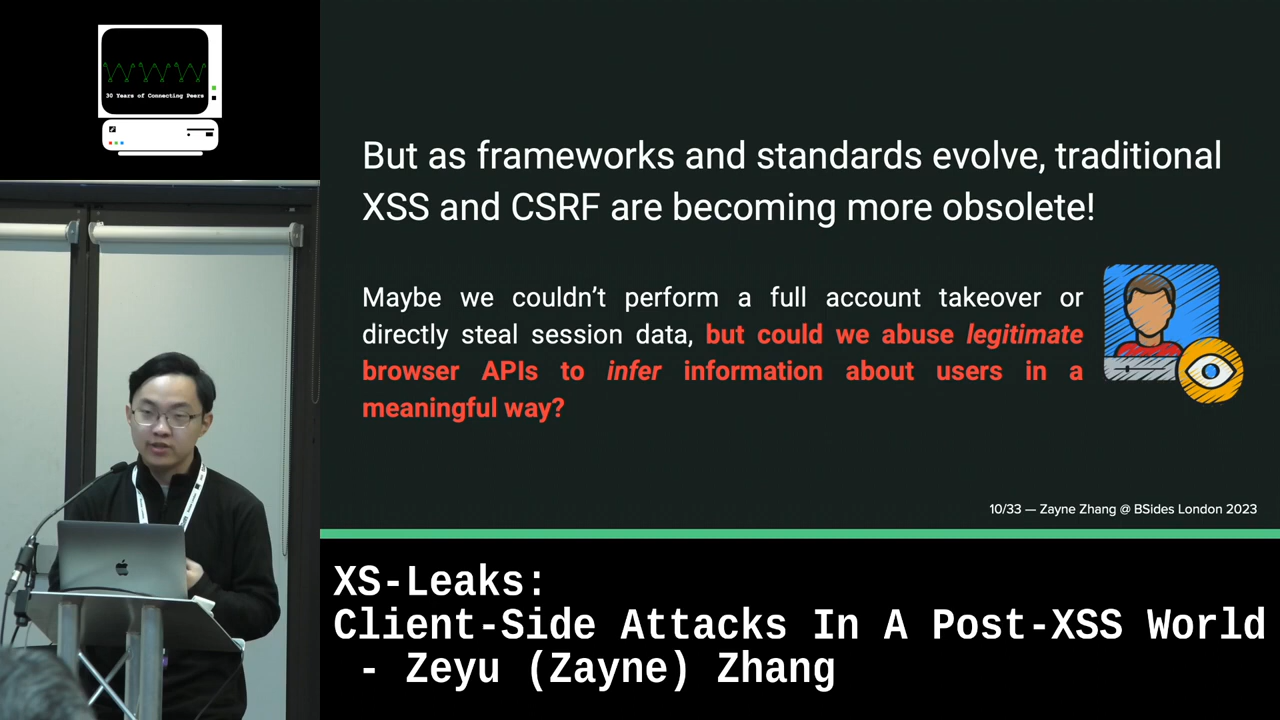 30 Years of Connecting Peers
But as frameworks and standards evolve, traditional
XSS and CSRF are becoming more obsolete!
Maybe we couldn't perform a full account takeover or
directly steal session data, but could we abuse legitimate
browser APIs to infer information about users in a
meaningful way?
10/33 — Zayne Zhang @ BSides London 2023
XS-Leaks:
Client-Side Attacks In A Post-XSS World
- Zeyu (Zayne) Zhang